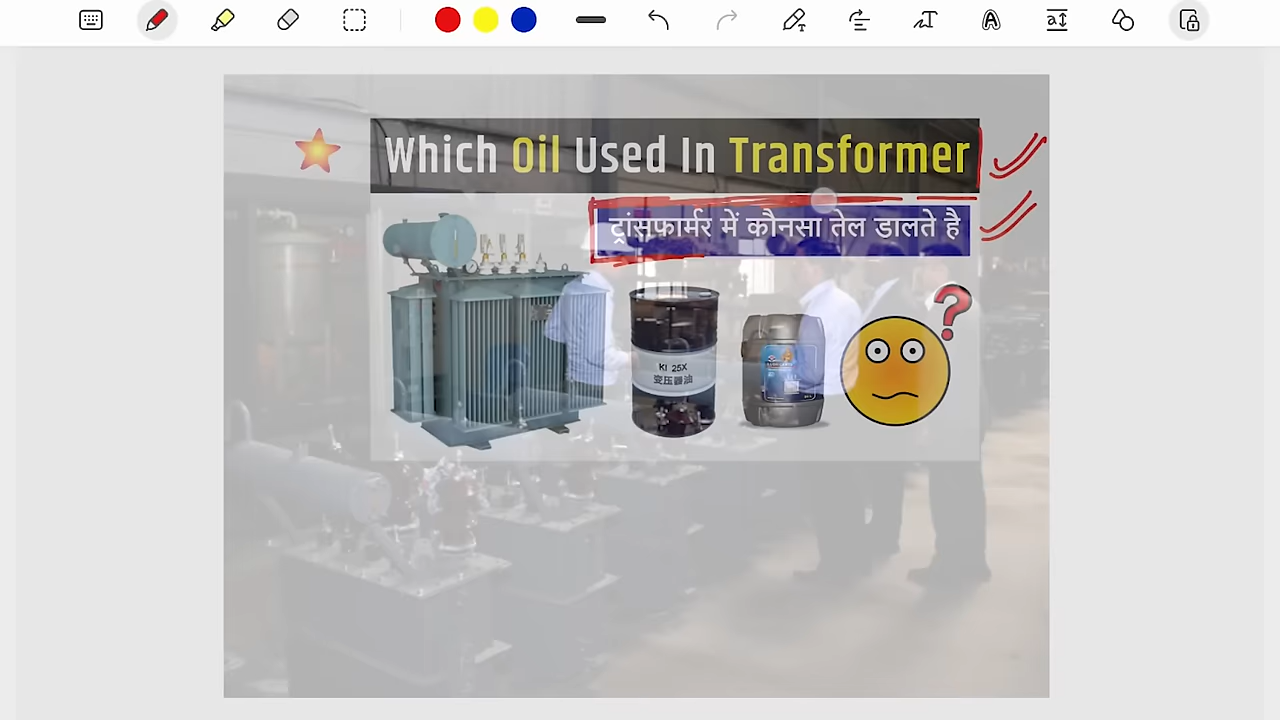 Which Oil Used In Transformer
ट्रांसफार्मर में कौनसा तेल डालते है
KI 25X
变压器油